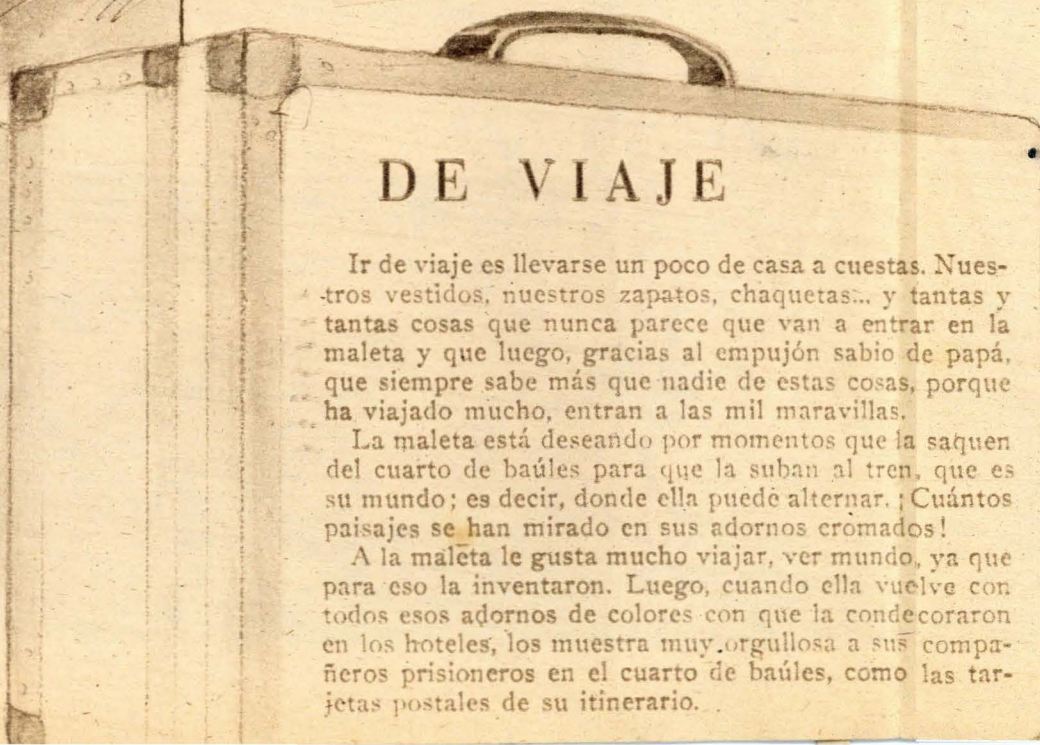 DE VIAJE
Ir de viaje es llevarse un poco de casa a cuestas. Nues-
tros vestidos, nuestros zapatos, chaquetas... y tantas y
tantas cosas que nunca parece que van a entrar en la
maleta y que luego, gracias al empujón sabio de papá,
que siempre sabe más que nadie de estas cosas, porque
ha viajado mucho, entran a las mil maravillas.
La maleta está deseando por momentos que la saquen
del cuarto de baúles para que la suban al tren, que es
su mundo; es decir, donde ella puede alternar. ¡Cuántos
paisajes se han mirado en sus adornos cromados!
A la maleta le gusta mucho viajar, ver mundo, ya que
para eso la inventaron. Luego, cuando ella vuelve con
todos esos adornos de colores con que la condecoraron
en los hoteles, los muestra muy orgullosa a sus compa-
ñeros prisioneros en el cuarto de baúles, como las tar-
jetas postales de su itinerario.